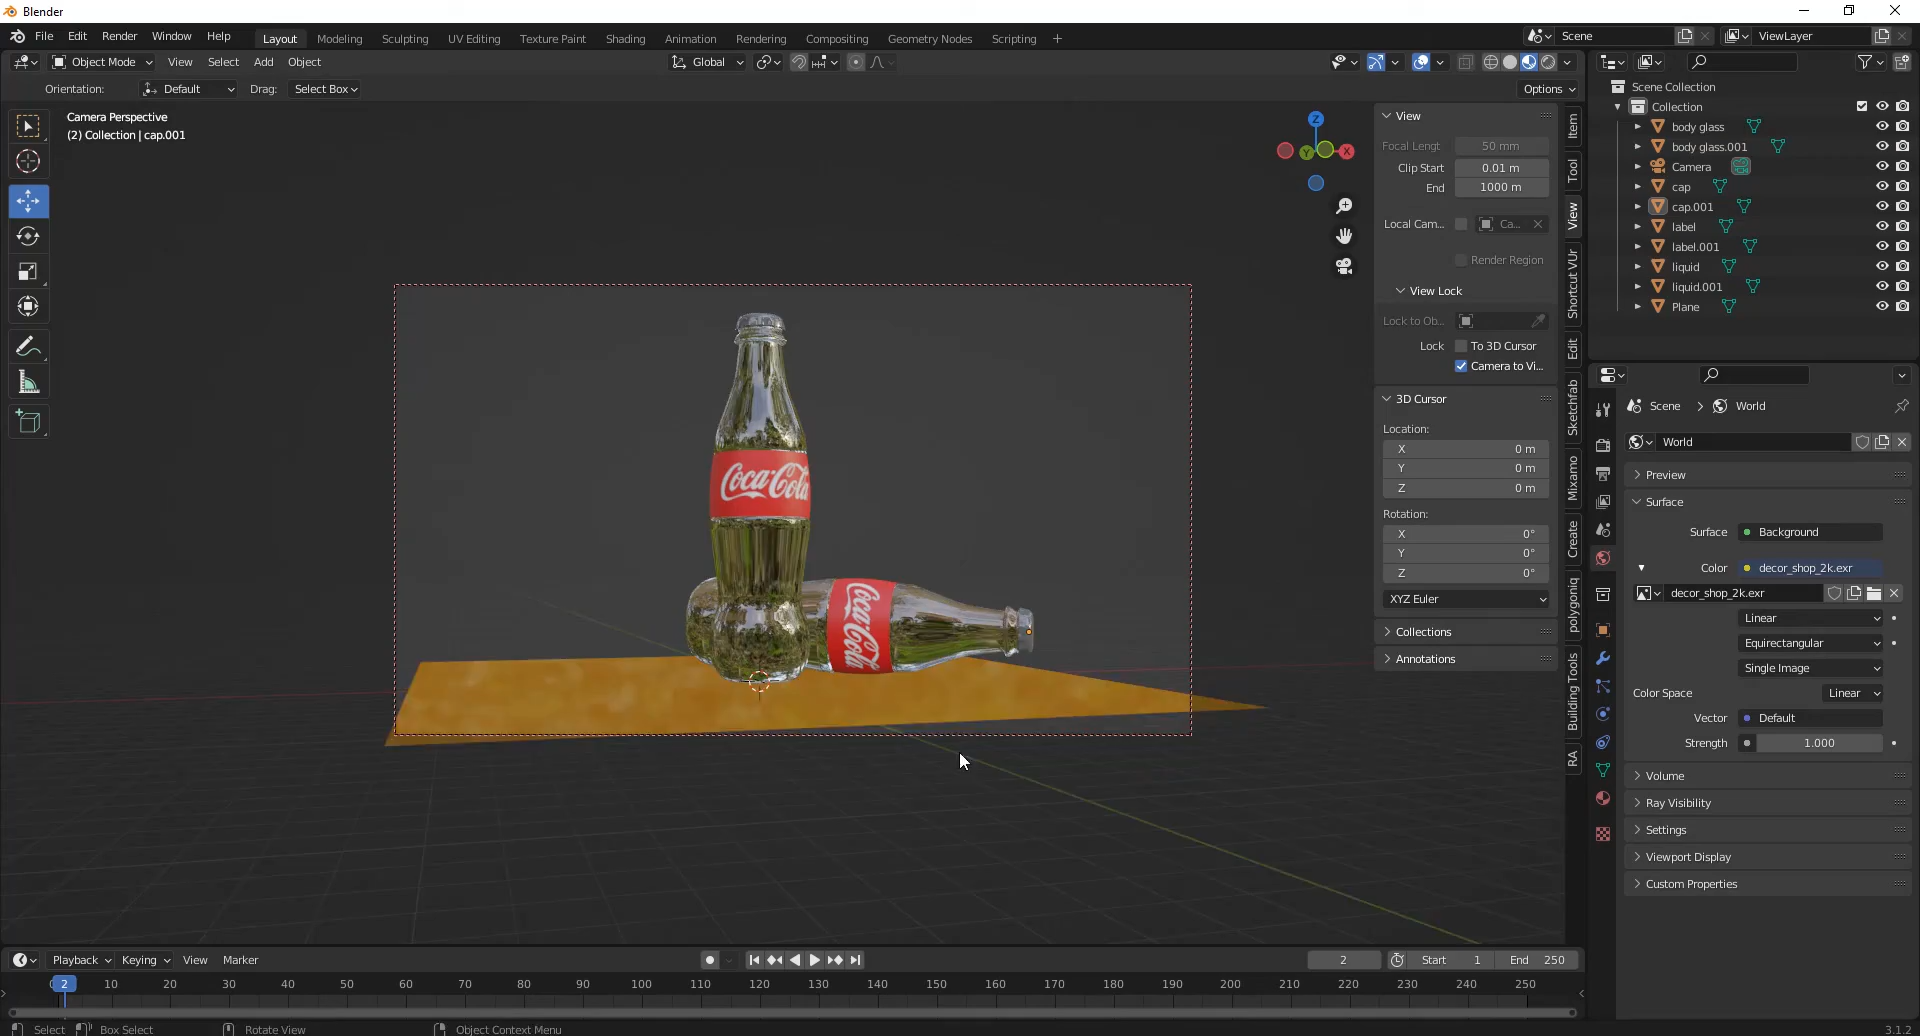 Blender
File Edit Render Window Help
Layout Modeling Sculpting UV Editing Texture Paint Shading Animation Rendering Compositing Geometry Nodes Scripting +
Scene
ViewLayer
Object Mode View Select Add Object
Global
Orientation: Default Drag: Select Box
Options
Camera Perspective
(2) Collection | cap.001
Z
Y
X
Coca-Cola
Coca-Cola
View
Focal Lengt 50 mm
Clip Start 0.01 m
End 1000 m
Local Cam... Ca...
Render Region
View Lock
Lock to Ob...
Lock To 3D Cursor
Camera to Vi...
3D Cursor
Location:
X 0 m
Y 0 m
Z 0 m
Rotation:
X 0°
Y 0°
Z 0°
XYZ Euler
Collections
Annotations
Item
Tool
View
Shortcut VUr
Edit
Sketchfab
Mixamo
Create
polygoniq
Building Tools
RA
Scene Collection
Collection
body glass
body glass.001
Camera
cap
cap.001
label
label.001
liquid
liquid.001
Plane
Scene > World
World
Preview
Surface
Surface Background
Color decor_shop_2k.exr
decor_shop_2k.exr
Linear
Equirectangular
Single Image
Color Space Linear
Vector Default
Strength 1.000
Volume
Ray Visibility
Settings
Viewport Display
Custom Properties
Playback Keying View Marker
2 Start 1 End 250
2 10 20 30 40 50 60 70 80 90 100 110 120 130 140 150 160 170 180 190 200 210 220 230 240 250
Select Box Select Rotate View Object Context Menu
3.1.2